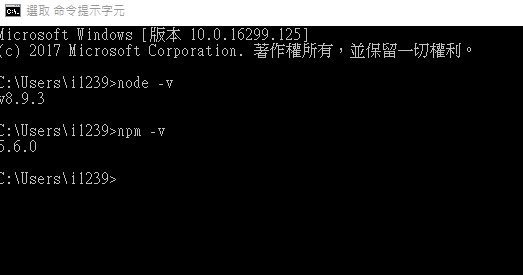 選取 命令提示字元
Microsoft Windows [版本 10.0.16299.125]
(c) 2017 Microsoft Corporation. 著作權所有，並保留一切權利。
C:\Users\i1239>node -v
v8.9.3
C:\Users\i1239>npm -v
5.6.0
C:\Users\i1239>